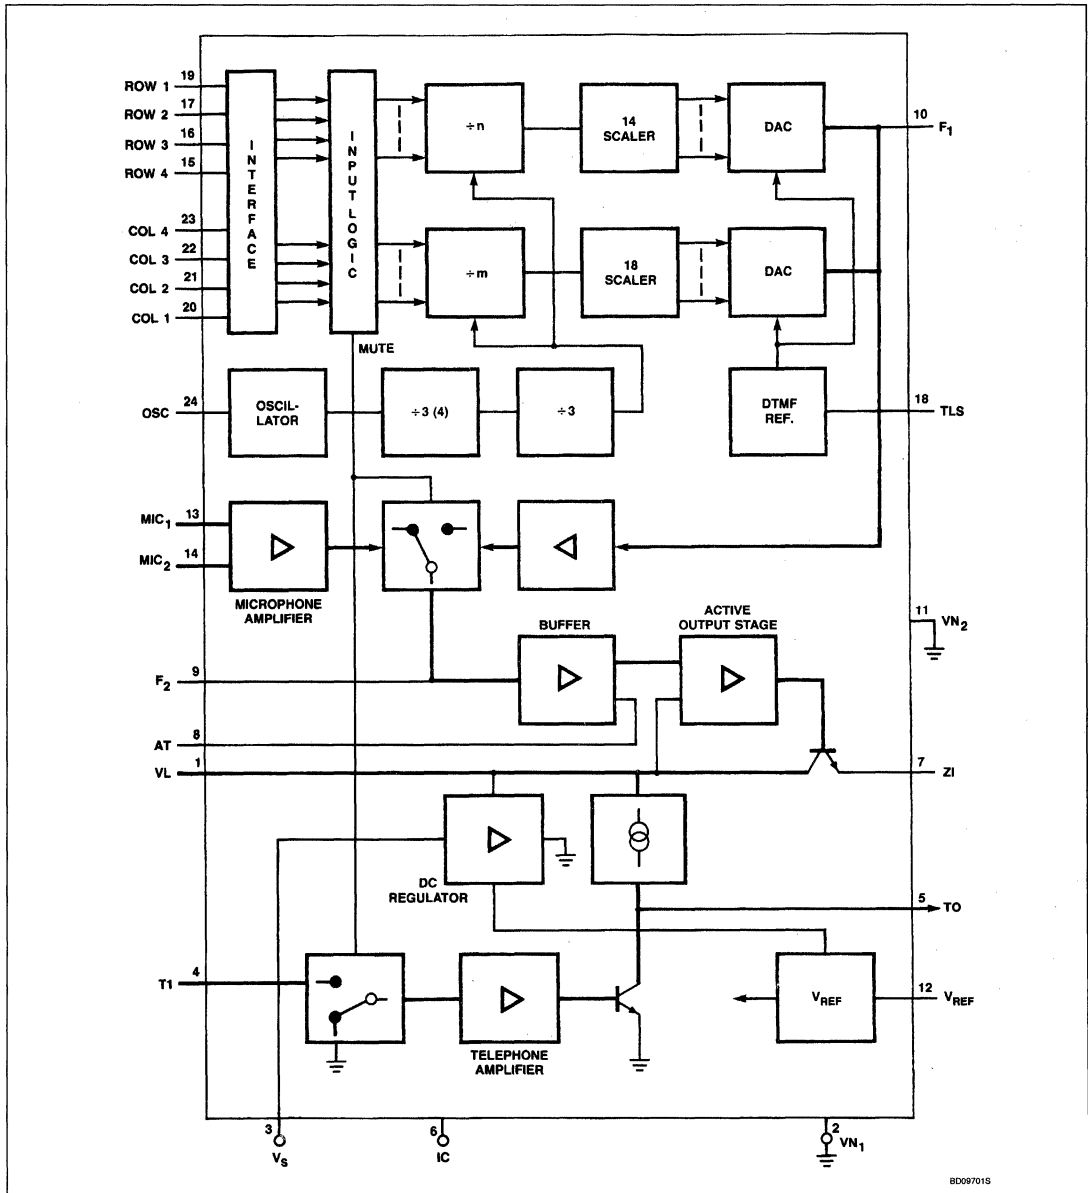 19
ROW 1
17
ROW 2
16
ROW 3
15
ROW 4
23
COL 4
22
COL 3
21
COL 2
20
COL 1
INTERFACE
INPUT LOGIC
÷n
14
SCALER
DAC
10
F1
÷m
18
SCALER
DAC
MUTE
24
OSC
OSCIL-
LATOR
÷3 (4)
÷3
DTMF
REF.
18
TLS
13
MIC1
14
MIC2
MICROPHONE
AMPLIFIER
11
VN2
BUFFER
ACTIVE
OUTPUT STAGE
9
F2
8
AT
1
VL
7
ZI
DC
REGULATOR
5
TO
4
T1
TELEPHONE
AMPLIFIER
VREF
12
VREF
3
VS
6
IC
2
VN1
BD09701S